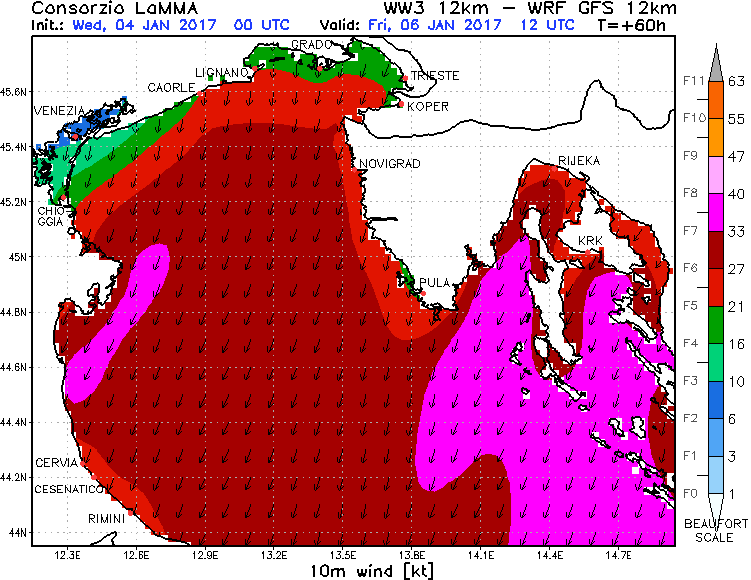 Consorzio LaMMA WW3 12km – WRF GFS 12km
Init.: Wed, 04 JAN 2017 00 UTC Valid: Fri, 06 JAN 2017 12 UTC T=+60h
GRADO
LIGNANO
TRIESTE
CAORLE
KOPER
VENEZIA
NOVIGRAD
RIJEKA
CHIO-
GGIA
KRK
PULA
CERVIA
CESENATICO
RIMINI
45.6N
45.4N
45.2N
45N
44.8N
44.6N
44.4N
44.2N
44N
12.3E 12.6E 12.9E 13.2E 13.5E 13.8E 14.1E 14.4E 14.7E
10m wind [kt]
F11 63
F10 55
F9 47
F8 40
F7 33
F6 27
F5 21
F4 16
F3 10
F2 6
F1 3
F0 1
BEAUFORT
SCALE